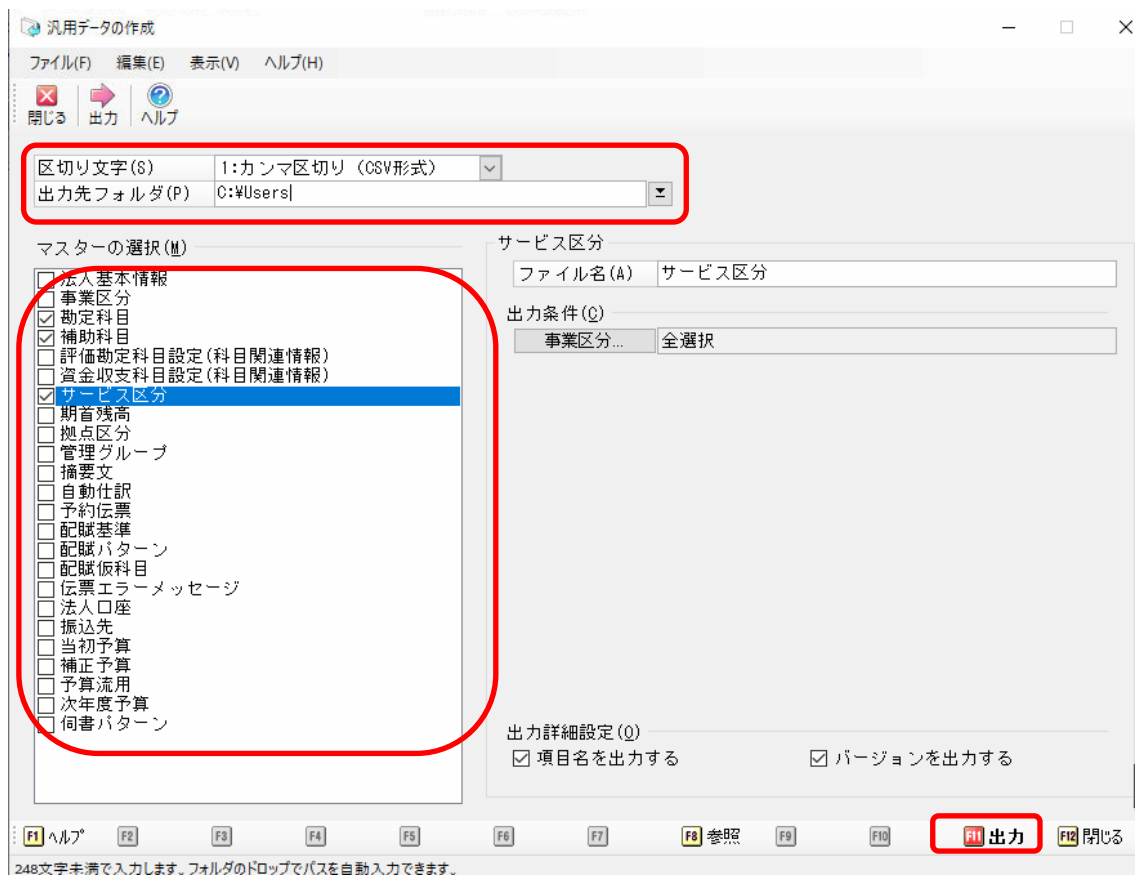 汎用データの作成
ファイル(F) 編集(E) 表示(V) ヘルプ(H)
閉じる 出力 ヘルプ
区切り文字(S) 1:カンマ区切り (CSV形式)
出力先フォルダ(P) C:¥Users
マスターの選択(M)
法人基本情報
事業区分
勘定科目
補助科目
評価勘定科目設定(科目関連情報)
資金収支科目設定(科目関連情報)
サービス区分
期首残高
拠点区分
管理グループ
摘要文
自動仕訳
予約伝票
配賦基準
配賦パターン
配賦仮科目
伝票エラーメッセージ
法人口座
振込先
当初予算
補正予算
予算流用
次年度予算
伺書パターン
サービス区分
ファイル名(A) サービス区分
出力条件(C)
事業区分... 全選択
出力詳細設定(O)
項目名を出力する バージョンを出力する
F1 ヘルプ F2 F3 F4 F5 F6 F7 F8 参照 F9 F10 F11 出力 F12 閉じる
248文字未満で入力します。フォルダのドロップでパスを自動入力できます。